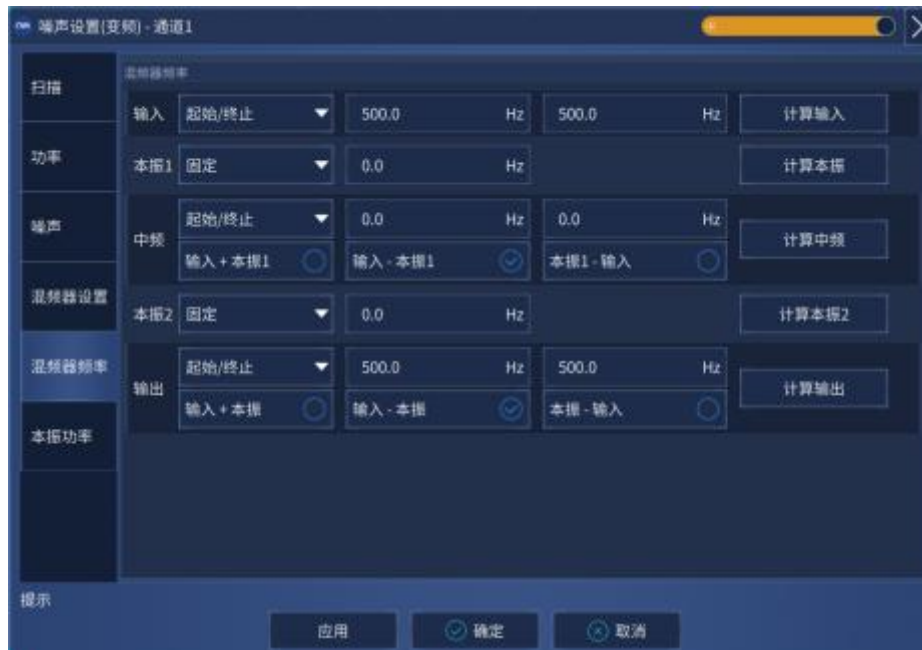 噪声设置(变频) - 通道1
扫描
功率
噪声
混频器设置
混频器频率
本振功率
混频器频率
输入 起始/终止 500.0 Hz 500.0 Hz 计算输入
本振1 固定 0.0 Hz 计算本振
中频 起始/终止 0.0 Hz 0.0 Hz 计算中频
输入 + 本振1 输入 - 本振1 本振1 - 输入
本振2 固定 0.0 Hz 计算本振2
输出 起始/终止 500.0 Hz 500.0 Hz 计算输出
输入 + 本振 输入 - 本振 本振 - 输入
提示
应用 确定 取消